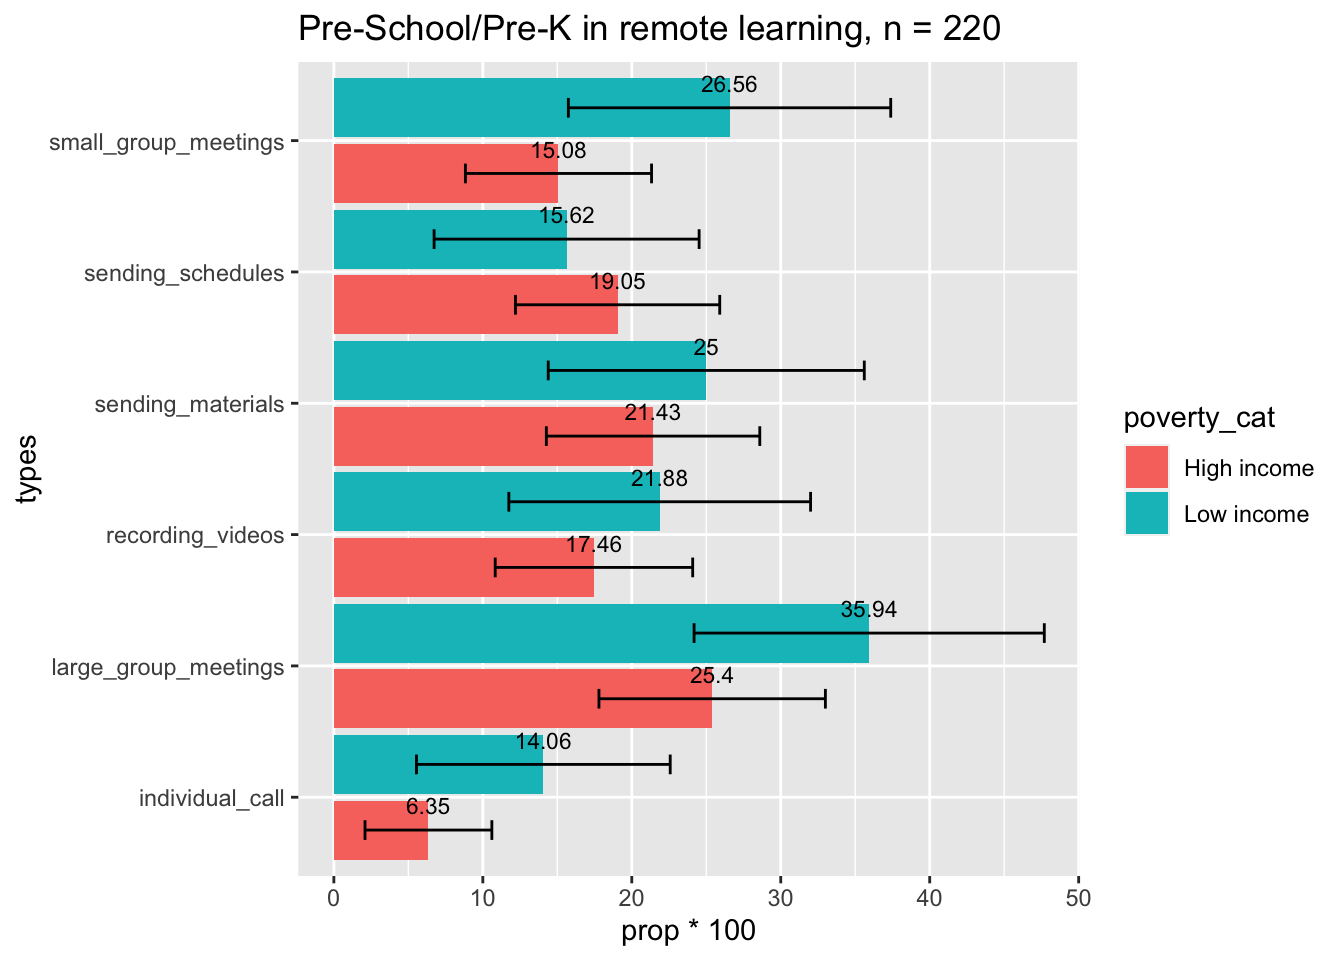 Pre-School/Pre-K in remote learning, n = 220
types
small_group_meetings
26.56
15.08
sending_schedules
15.62
19.05
sending_materials
25
21.43
recording_videos
21.88
17.46
large_group_meetings
35.94
25.4
individual_call
14.06
6.35
0 10 20 30 40 50
prop * 100
poverty_cat
High income
Low income